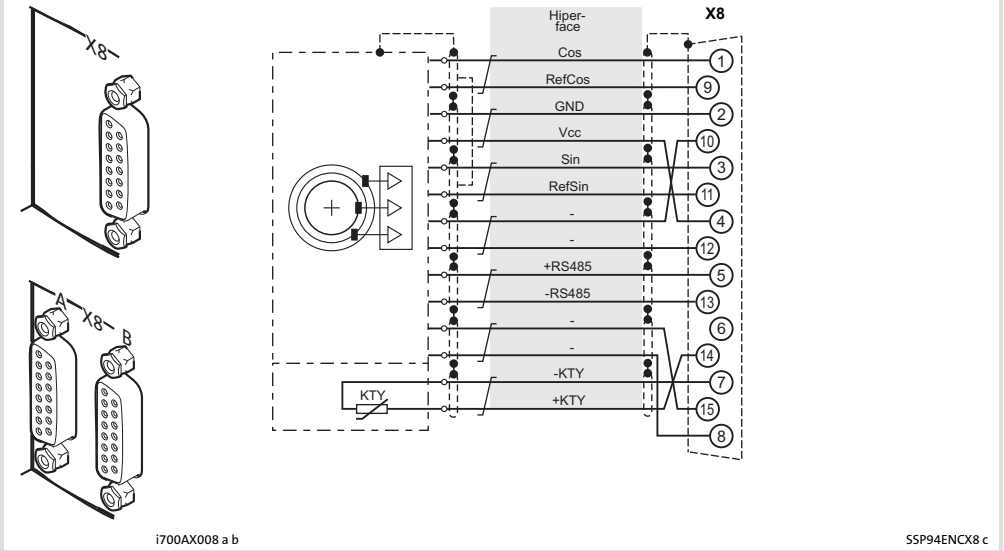 X8
A
X8
B
i700AX008 a b
Hiper-
face
X8
Cos
1
RefCos
9
GND
2
Vcc
10
Sin
3
RefSin
11
-
4
-
12
+RS485
5
-RS485
13
-
6
-
14
-KTY
7
KTY
+KTY
15
8
SSP94ENCX8 c